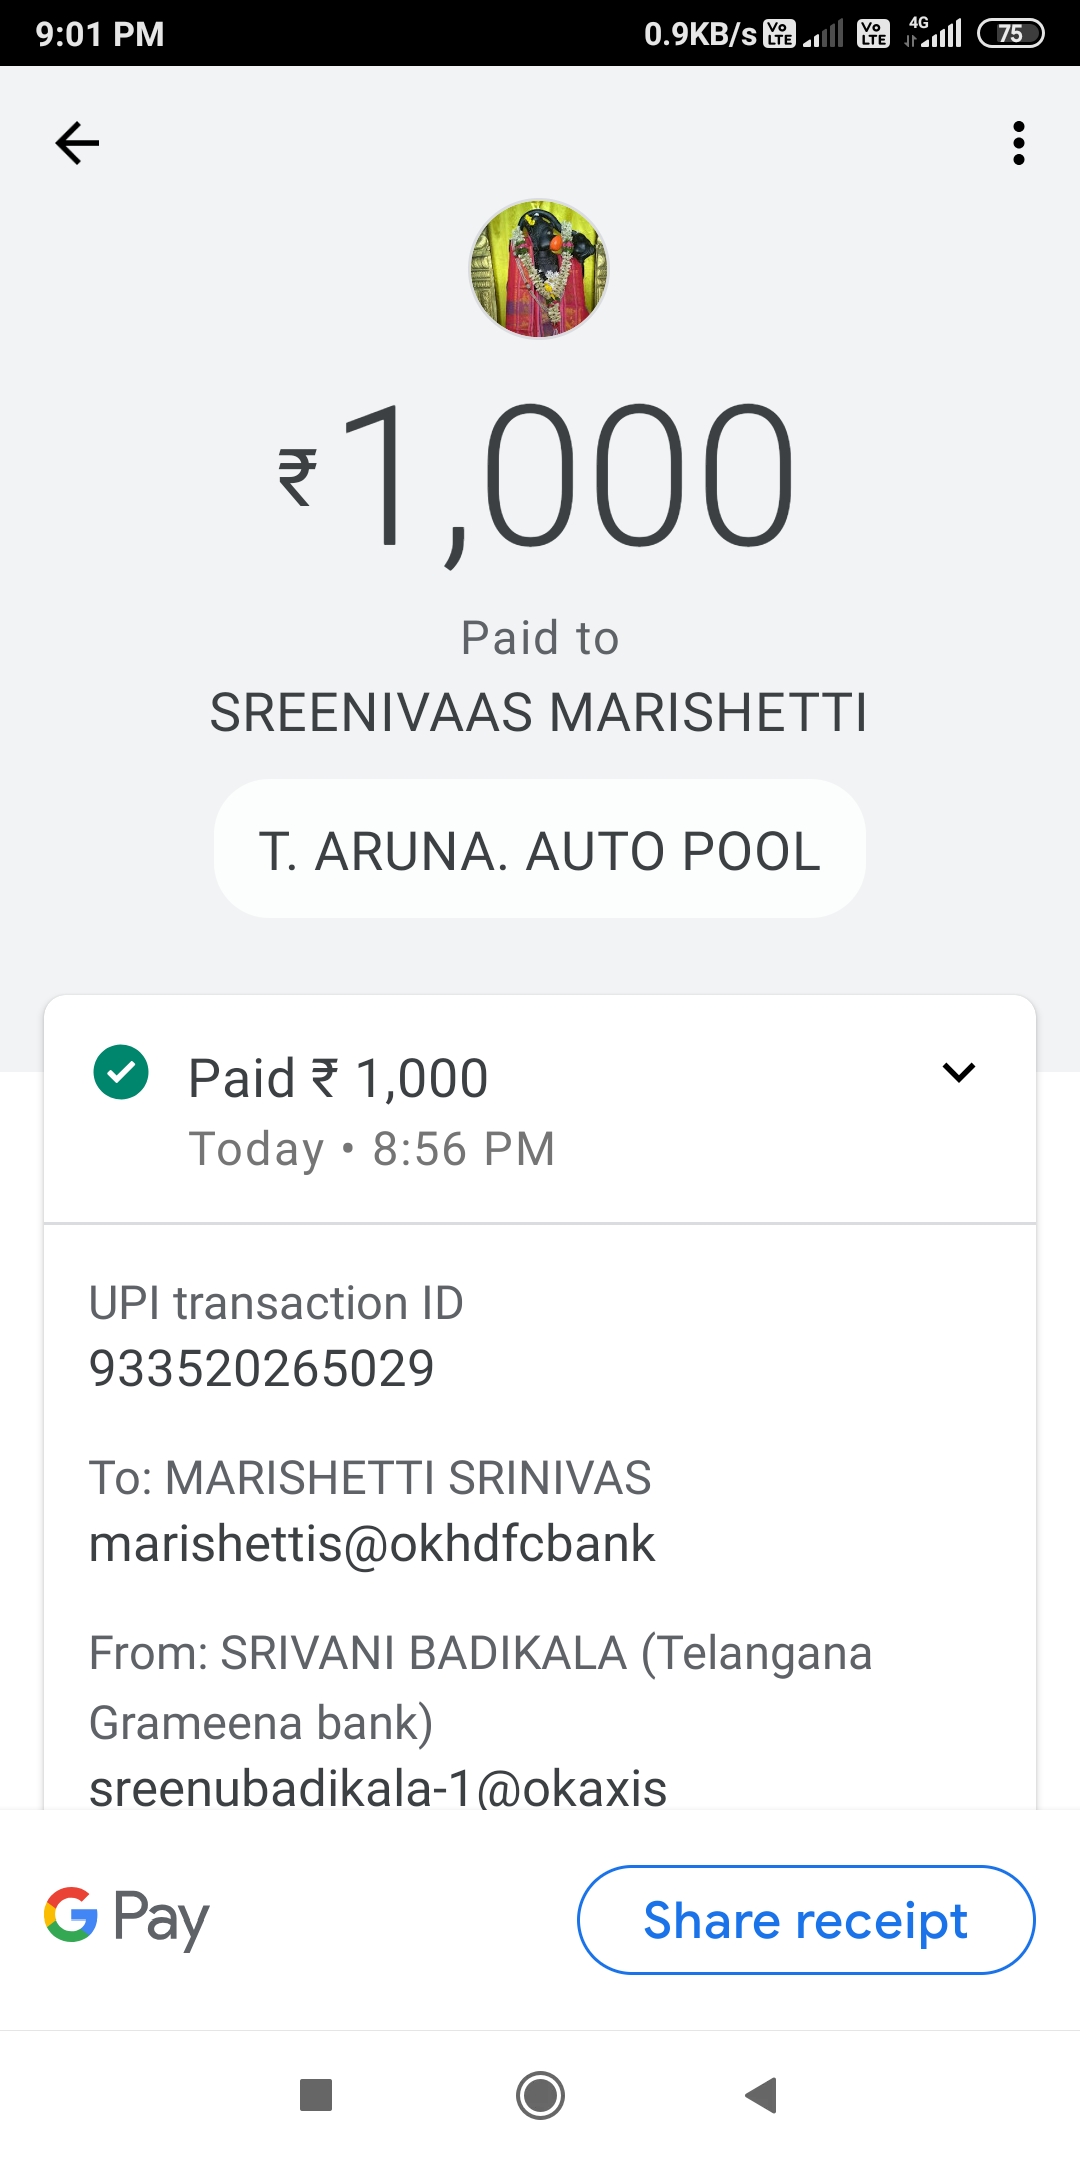 9:01 PM 0.9KB/s Vo LTE Vo LTE 4G 75
₹1,000
Paid to
SREENIVAAS MARISHETTI
T. ARUNA. AUTO POOL
Paid ₹ 1,000
Today • 8:56 PM
UPI transaction ID
933520265029
To: MARISHETTI SRINIVAS
marishettis@okhdfcbank
From: SRIVANI BADIKALA (Telangana
Grameena bank)
sreenubadikala-1@okaxis
G Pay Share receipt